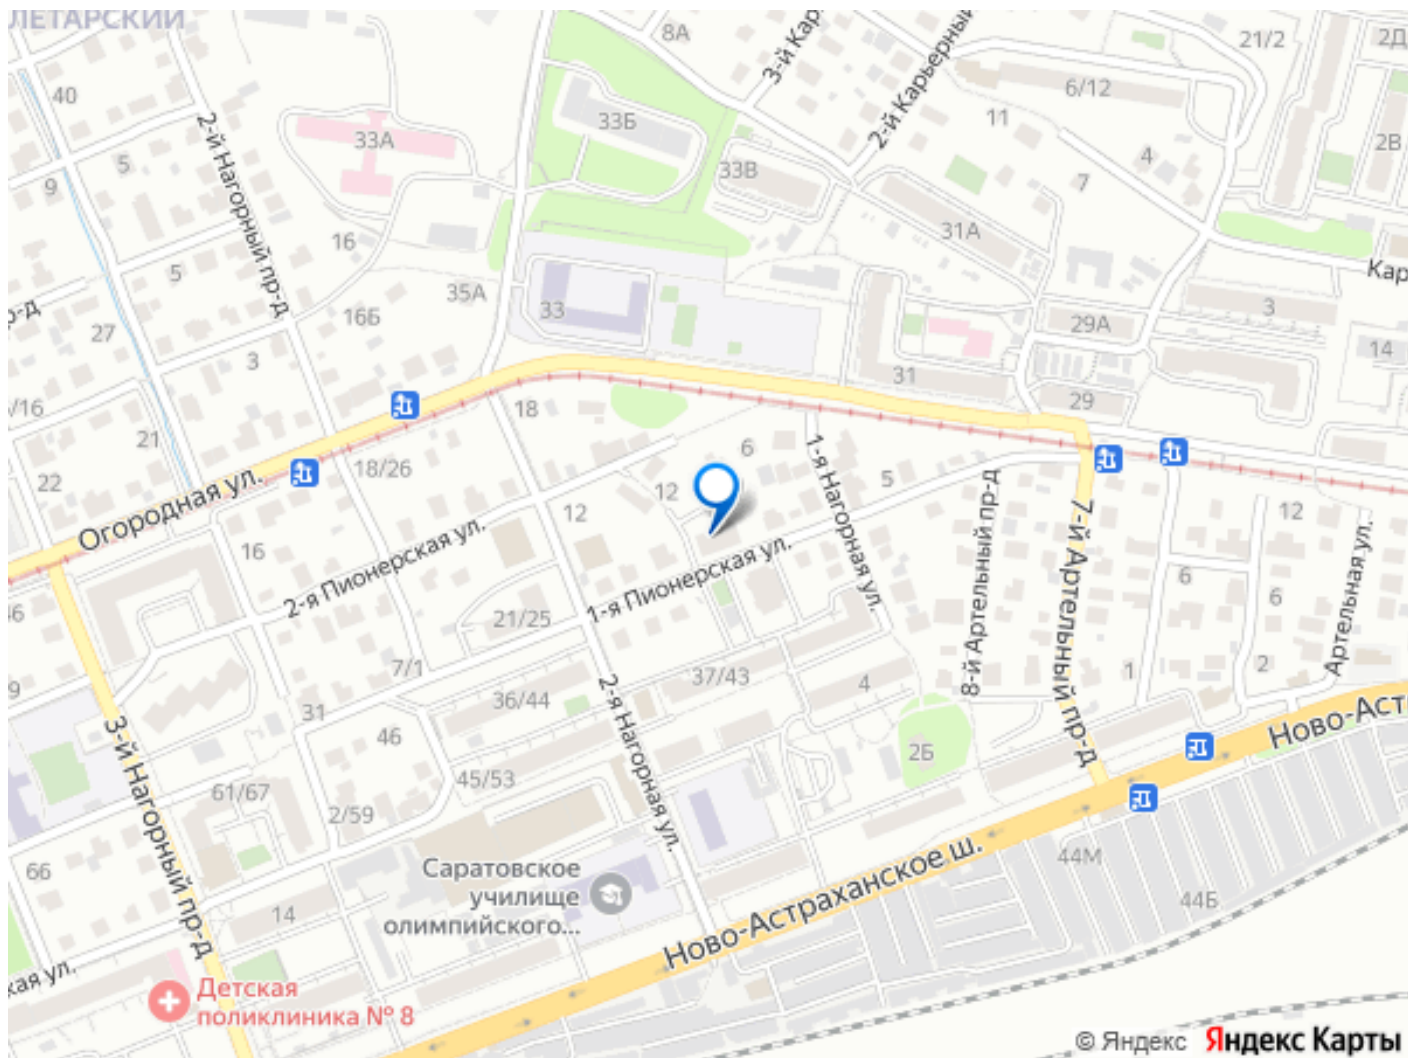 ЛЕТАРСКИЙ
8А
3-й Кар
2-й Карьерный
21/2
2Д
40
2-й Нагорный пр-д
33А
33Б
6/12
11
2В
5
9
33В
4
7
16
31А
5
35А
Кар
р-д
27
16Б
33
29А
3
3
14
31
/16
21
18
29
22
18/26
6
1-я Нагорная ул.
5
8-й Артельный пр-д
7-й Артельный пр-д
Огородная ул.
12
12
12
16
2-я Пионерская ул.
1-я Пионерская ул.
6
6
Артельная ул.
46
21/25
7/1
37/43
4
1
2
9
36/44
2-я Нагорная ул.
31
3-й Нагорный пр-д
46
2Б
Ново-Аст
45/53
61/67
2/59
66
Саратовское
училище
олимпийского...
Ново-Астраханское ш.
44М
44Б
14
кая ул.
Детская
поликлиника № 8
© Яндекс Яндекс Карты